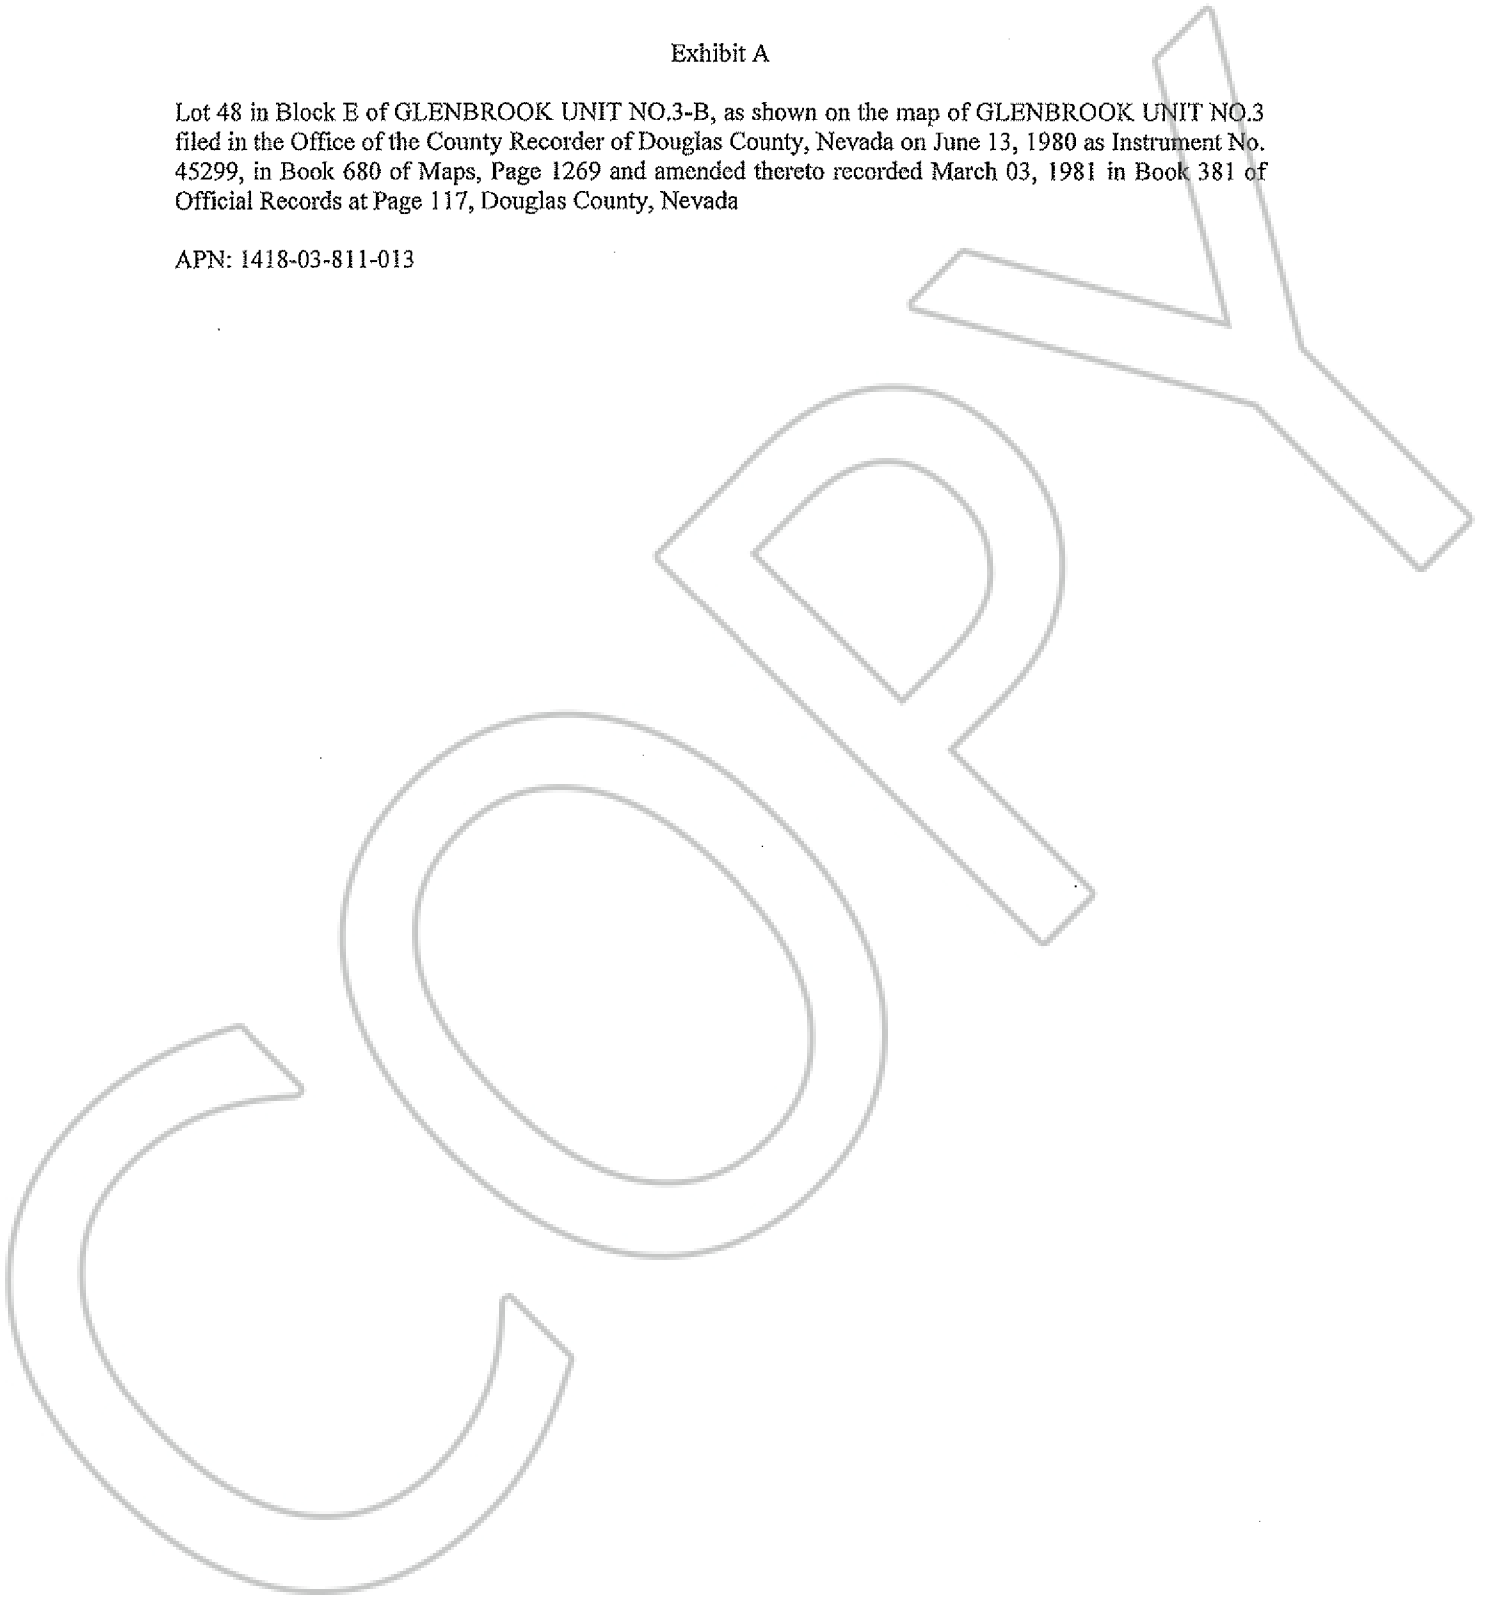 Exhibit A
Lot 48 in Block E of GLENBROOK UNIT NO.3-B, as shown on the map of GLENBROOK UNIT NO.3
filed in the Office of the County Recorder of Douglas County, Nevada on June 13, 1980 as Instrument No.
45299, in Book 680 of Maps, Page 1269 and amended thereto recorded March 03, 1981 in Book 381 of
Official Records at Page 117, Douglas County, Nevada
APN: 1418-03-811-013
COPY